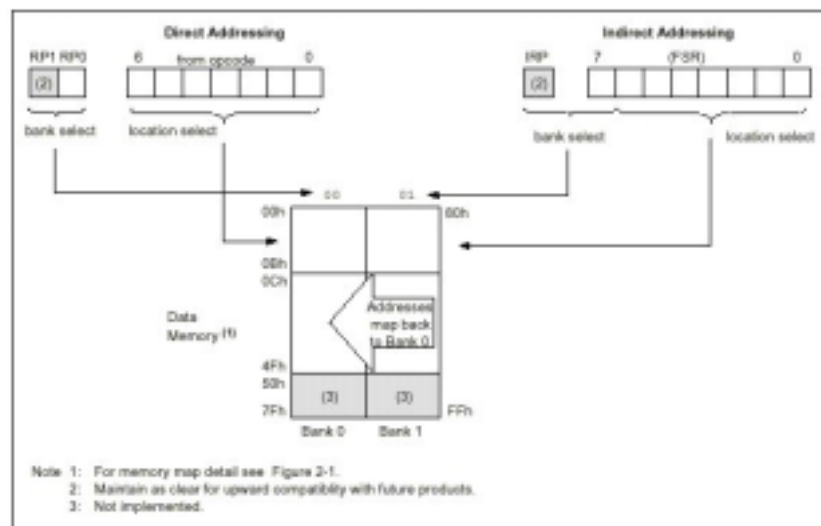 Direct Addressing
Indirect Addressing
RP1 RP0
6
from opcode
0
IRP
7
(FSR)
0
(2)
(2)
bank select
location select
bank select
location select
00
01
00h
80h
0Bh
0Ch
Addresses
map back
to Bank 0
Data
Memory (1)
4Fh
50h
(3)
(3)
7Fh
FFh
Bank 0
Bank 1
Note 1: For memory map detail see Figure 2-1.
2: Maintain as clear for upward compatiblity with future products.
3: Not implemented.